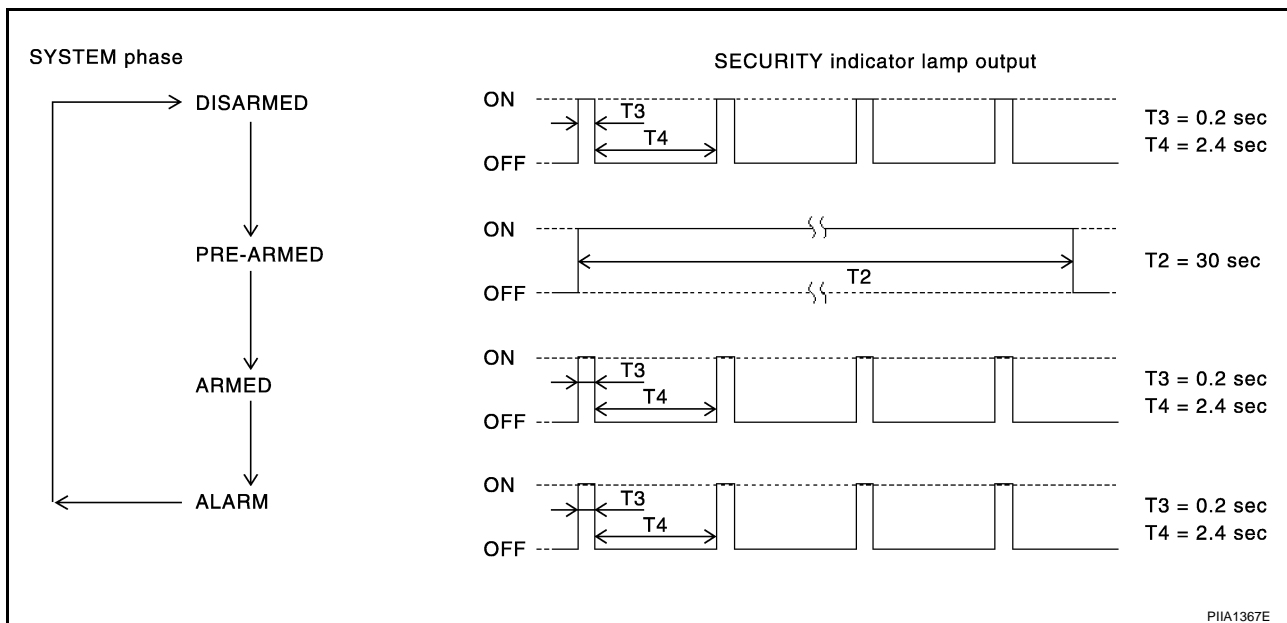 SYSTEM phase
SECURITY indicator lamp output
DISARMED
ON
OFF
T3
T4
T3 = 0.2 sec
T4 = 2.4 sec
PRE-ARMED
ON
OFF
T2
T2 = 30 sec
ARMED
ON
OFF
T3
T4
T3 = 0.2 sec
T4 = 2.4 sec
ALARM
ON
OFF
T3
T4
T3 = 0.2 sec
T4 = 2.4 sec
PIIA1367E